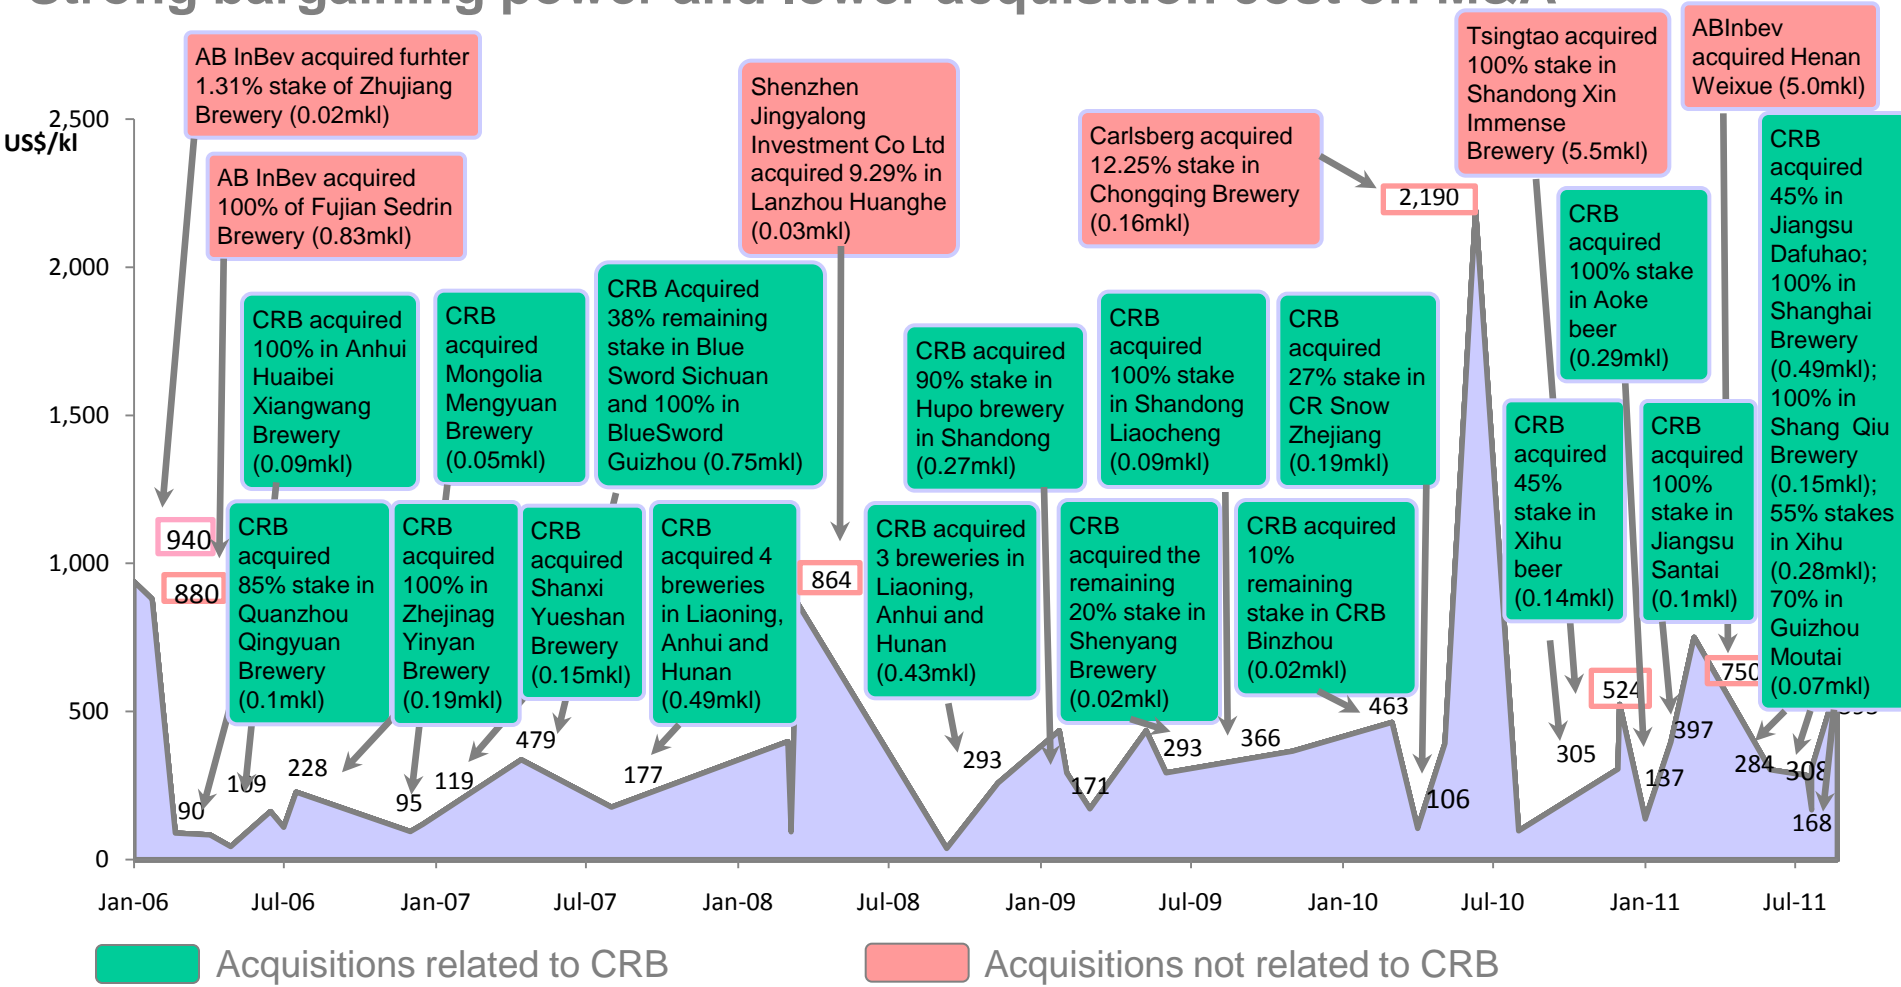 Strong bargaining power and lower acquisition cost on M&A
US$/kl
2,500
2,000
1,500
1,000
500
0
AB InBev acquired furhter
1.31% stake of Zhujiang
Brewery (0.02mkl)
AB InBev acquired
100% of Fujian Sedrin
Brewery (0.83mkl)
Shenzhen
Jingyalong
Investment Co Ltd
acquired 9.29% in
Lanzhou Huanghe
(0.03mkl)
Carlsberg acquired
12.25% stake in
Chongqing Brewery
(0.16mkl)
Tsingtao acquired
100% stake in
Shandong Xin
Immense
Brewery (5.5mkl)
ABInbev
acquired Henan
Weixue (5.0mkl)
CRB acquired
100% in Anhui
Huaibei
Xiangwang
Brewery
(0.09mkl)
CRB
acquired
Mongolia
Mengyuan
Brewery
(0.05mkl)
CRB Acquired
38% remaining
stake in Blue
Sword Sichuan
and 100% in
BlueSword
Guizhou (0.75mkl)
CRB acquired
90% stake in
Hupo brewery
in Shandong
(0.27mkl)
CRB
acquired
100% stake
in Shandong
Liaocheng
(0.09mkl)
CRB
acquired
27% stake in
CR Snow
Zhejiang
(0.19mkl)
CRB
acquired
100% stake
in Aoke
beer
(0.29mkl)
CRB
acquired
45% in
Jiangsu
Dafuhao;
100% in
Shanghai
Brewery
(0.49mkl);
100% in
Shang Qiu
Brewery
(0.15mkl);
55% stakes
in Xihu
(0.28mkl);
70% in
Guizhou
Moutai
(0.07mkl)
CRB
acquired
85% stake in
Quanzhou
Qingyuan
Brewery
(0.1mkl)
CRB
acquired
100% in
Zhejinag
Yinyan
Brewery
(0.19mkl)
CRB
acquired
Shanxi
Yueshan
Brewery
(0.15mkl)
CRB
acquired 4
breweries
in Liaoning,
Anhui and
Hunan
(0.49mkl)
CRB acquired
3 breweries in
Liaoning,
Anhui and
Hunan
(0.43mkl)
CRB
acquired the
remaining
20% stake in
Shenyang
Brewery
(0.02mkl)
CRB acquired
10%
remaining
stake in CRB
Binzhou
(0.02mkl)
CRB
acquired
45%
stake in
Xihu
beer
(0.14mkl)
CRB
acquired
100%
stake in
Jiangsu
Santai
(0.1mkl)
940
880
90
109
228
95
119
479
177
864
293
171
293
366
463
106
2,190
305
524
137
397
750
284
308
168
Jan-06
Jul-06
Jan-07
Jul-07
Jan-08
Jul-08
Jan-09
Jul-09
Jan-10
Jul-10
Jan-11
Jul-11
Acquisitions related to CRB
Acquisitions not related to CRB